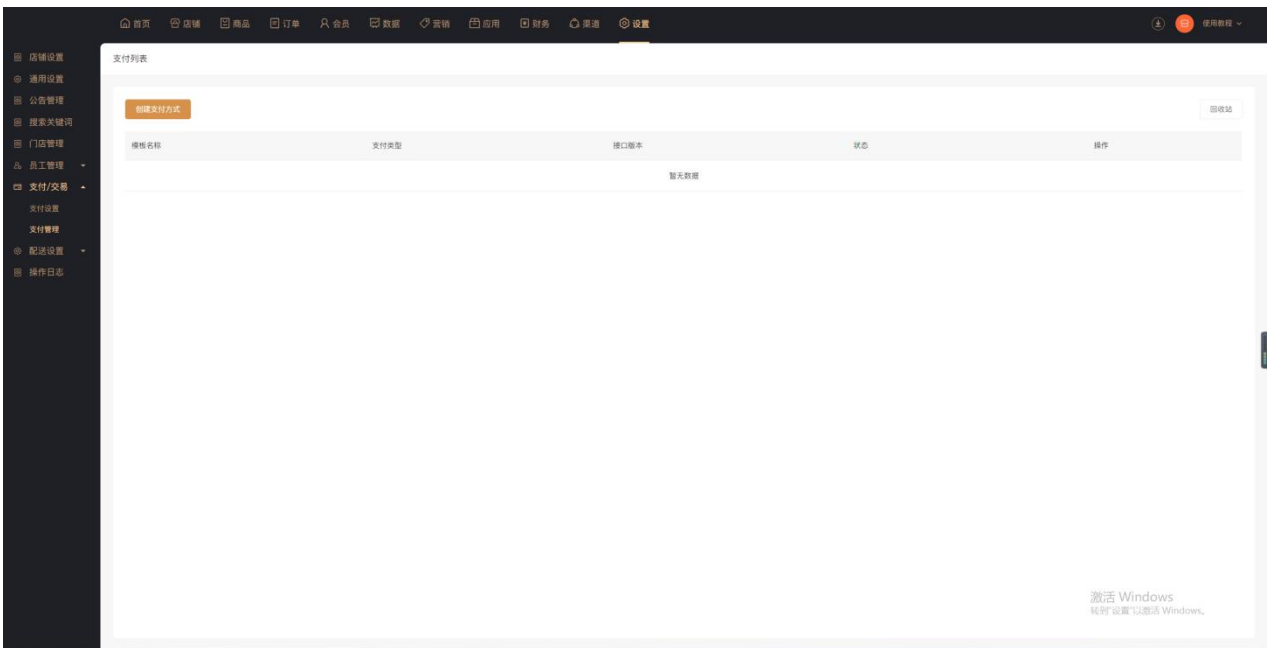 首页 店铺 商品 订单 会员 数据 营销 应用 财务 渠道 设置 使用教程
店铺设置
通用设置
公告管理
搜索关键词
门店管理
员工管理
支付/交易
支付设置
支付管理
配送设置
操作日志
支付列表
创建支付方式 回收站
模板名称 支付类型 接口版本 状态 操作
暂无数据
激活 Windows
转到"设置"以激活 Windows。